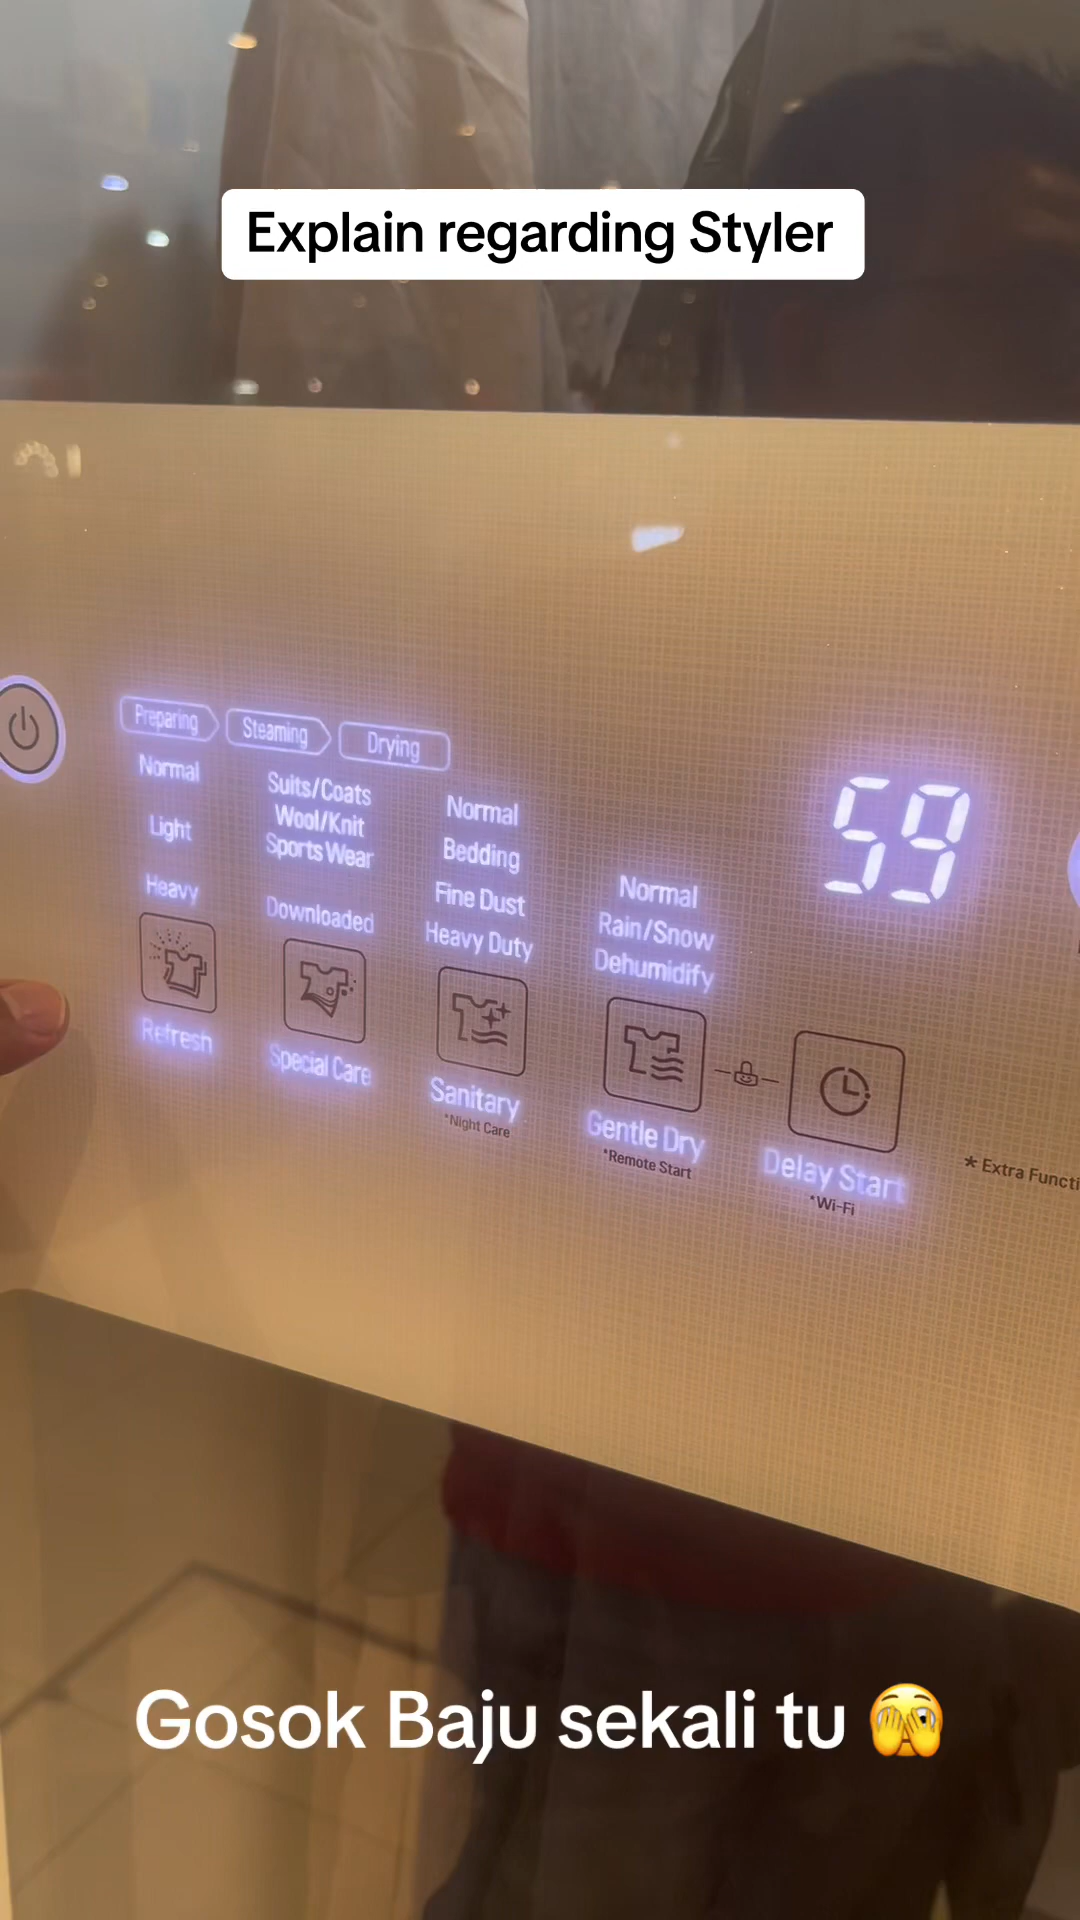 Explain regarding Styler
Preparing
Steaming
Drying
Normal
Light
Heavy
Refresh
Suits/Coats
Wool/Knit
Sports Wear
Downloaded
Special Care
Normal
Bedding
Fine Dust
Heavy Duty
Sanitary
*Night Care
Normal
Rain/Snow
Dehumidify
Gentle Dry
*Remote Start
59
Delay Start
*Wi-Fi
* Extra Functi
Gosok Baju sekali tu 🫣